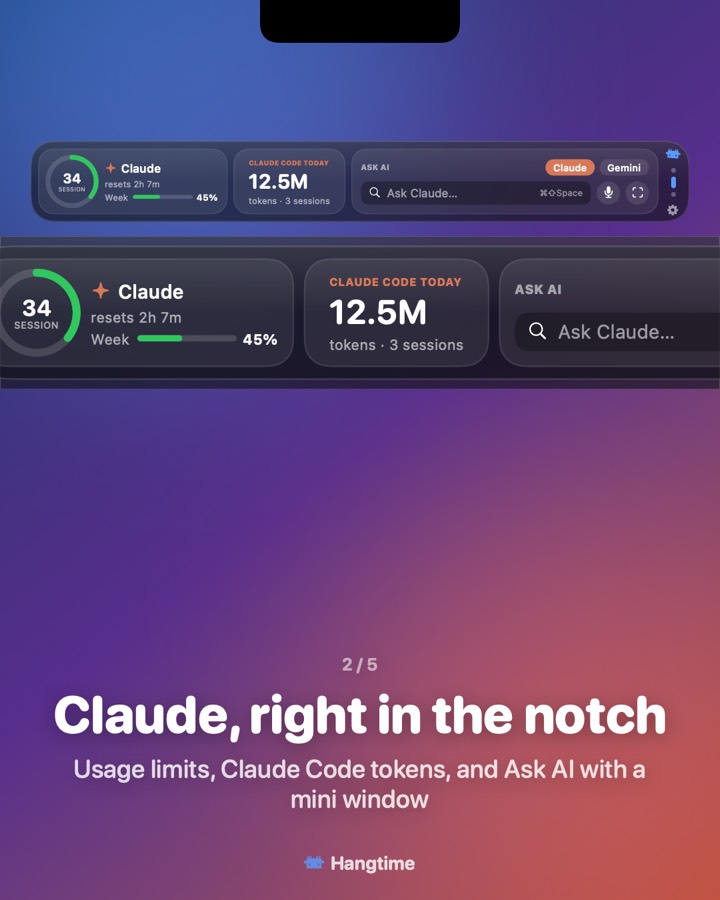 34
SESSION
Claude
resets 2h 7m
Week 45%
CLAUDE CODE TODAY
12.5M
tokens · 3 sessions
ASK AI Claude Gemini
Ask Claude... ⌘⇧Space
34
SESSION
Claude
resets 2h 7m
Week 45%
CLAUDE CODE TODAY
12.5M
tokens · 3 sessions
ASK AI
Ask Claude...
2 / 5
Claude, right in the notch
Usage limits, Claude Code tokens, and Ask AI with a
mini window
Hangtime